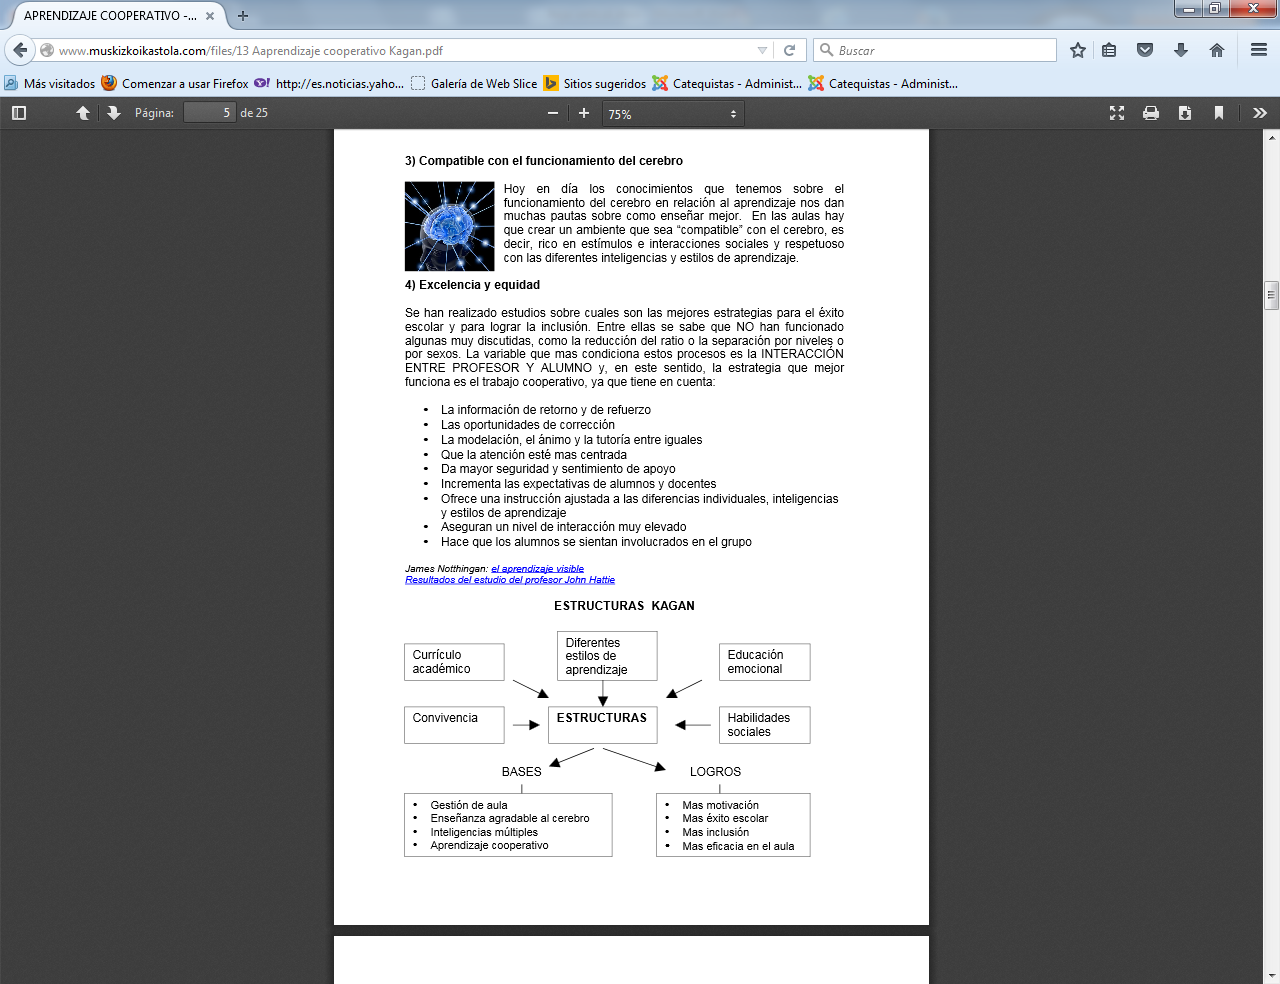 APRENDIZAJE COOPERATIVO -...
www.muskizkoikastola.com/files/13 Aaprendizaje cooperativo Kagan.pdf
Buscar
Más visitados
Comenzar a usar Firefox
http://es.noticias.yaho...
Galería de Web Slice
Sitios sugeridos
Catequistas - Administ...
Catequistas - Administ...
Página: 5 de 25
75%
3) Compatible con el funcionamiento del cerebro
Hoy en día los conocimientos que tenemos sobre el
funcionamiento del cerebro en relación al aprendizaje nos dan
muchas pautas sobre como enseñar mejor. En las aulas hay
que crear un ambiente que sea “compatible” con el cerebro, es
decir, rico en estímulos e interacciones sociales y respetuoso
con las diferentes inteligencias y estilos de aprendizaje.
4) Excelencia y equidad
Se han realizado estudios sobre cuales son las mejores estrategias para el éxito
escolar y para lograr la inclusión. Entre ellas se sabe que NO han funcionado
algunas muy discutidas, como la reducción del ratio o la separación por niveles o
por sexos. La variable que mas condiciona estos procesos es la INTERACCIÓN
ENTRE PROFESOR Y ALUMNO y, en este sentido, la estrategia que mejor
funciona es el trabajo cooperativo, ya que tiene en cuenta:
• La información de retorno y de refuerzo
• Las oportunidades de corrección
• La modelación, el ánimo y la tutoría entre iguales
• Que la atención esté mas centrada
• Da mayor seguridad y sentimiento de apoyo
• Incrementa las expectativas de alumnos y docentes
• Ofrece una instrucción ajustada a las diferencias individuales, inteligencias
y estilos de aprendizaje
• Aseguran un nivel de interacción muy elevado
• Hace que los alumnos se sientan involucrados en el grupo
James Notthingan: el aprendizaje visible
Resultados del estudio del profesor John Hattie
ESTRUCTURAS KAGAN
Currículo
académico
Diferentes
estilos de
aprendizaje
Educación
emocional
Convivencia
ESTRUCTURAS
Habilidades
sociales
BASES
LOGROS
• Gestión de aula
• Enseñanza agradable al cerebro
• Inteligencias múltiples
• Aprendizaje cooperativo
• Mas motivación
• Mas éxito escolar
• Mas inclusión
• Mas eficacia en el aula